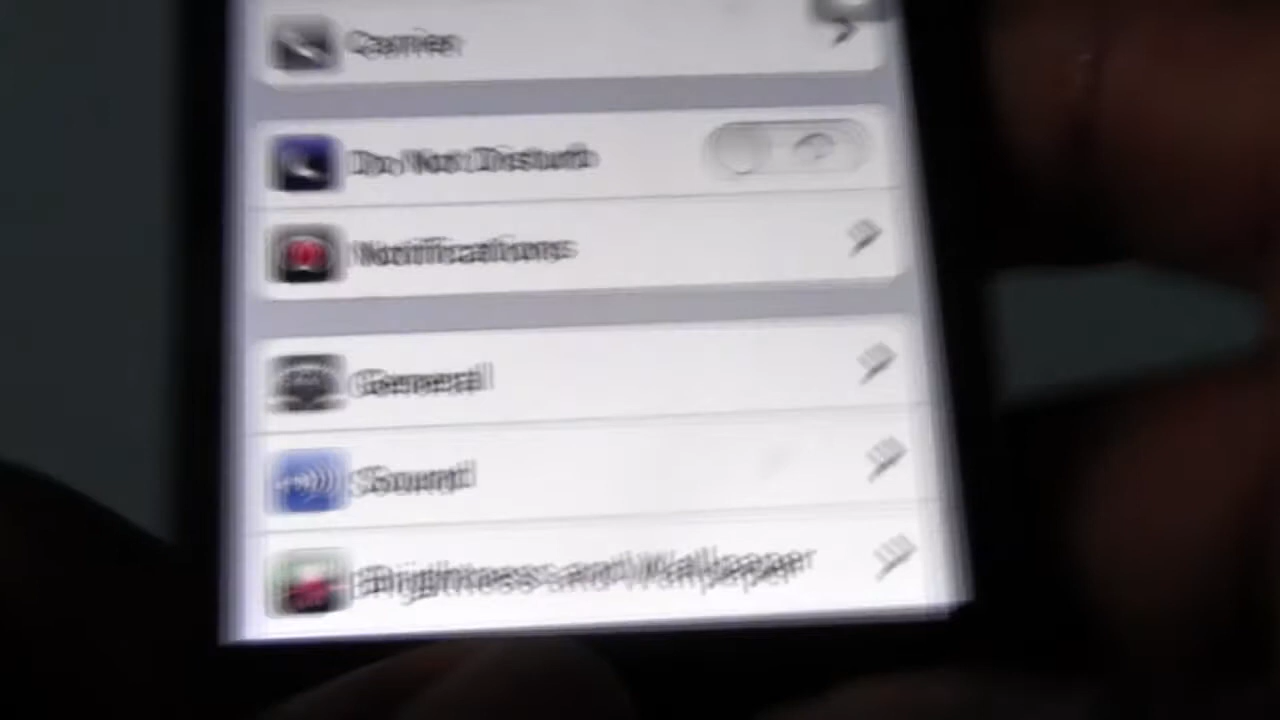 Carrier
Do Not Disturb
Notifications
General
Sound
Brightness and Wallpaper